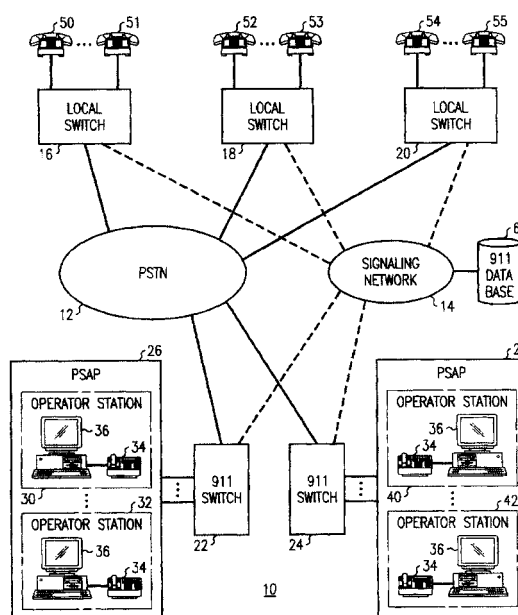 50 51 52 53 54 55
LOCAL SWITCH LOCAL SWITCH LOCAL SWITCH
16 18 20
PSTN
12
SIGNALING NETWORK
14
911 DATA BASE
26
PSAP
OPERATOR STATION
36
34
30
32
OPERATOR STATION
36
34
911 SWITCH
22
911 SWITCH
24
10
PSAP
OPERATOR STATION
36
34
40
42
OPERATOR STATION
36
34